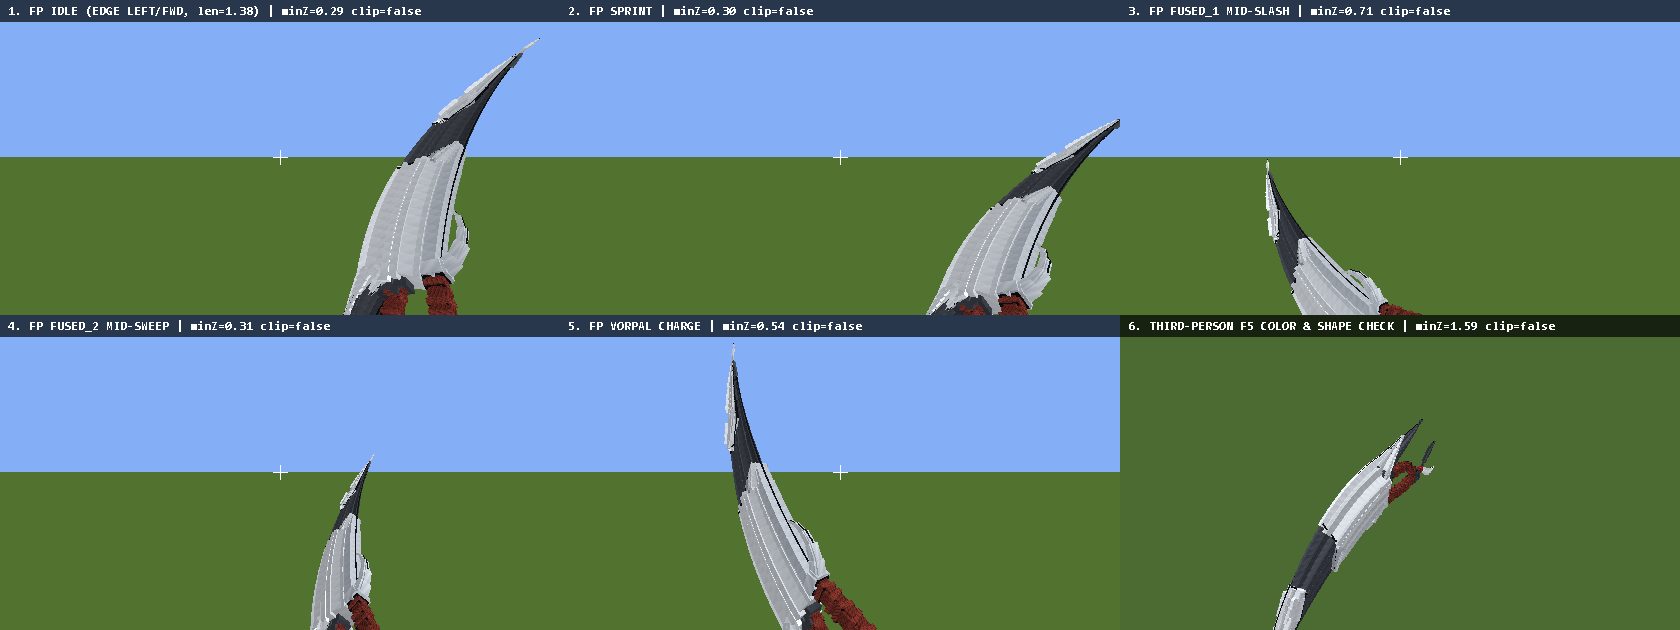 1. FP IDLE (EDGE LEFT/FWD, len=1.38) | minZ=0.29 clip=false
2. FP SPRINT | minZ=0.30 clip=false
3. FP FUSED_1 MID-SLASH | minZ=0.71 clip=false
4. FP FUSED_2 MID-SWEEP | minZ=0.31 clip=false
5. FP VORPAL CHARGE | minZ=0.54 clip=false
6. THIRD-PERSON F5 COLOR & SHAPE CHECK | minZ=1.59 clip=false